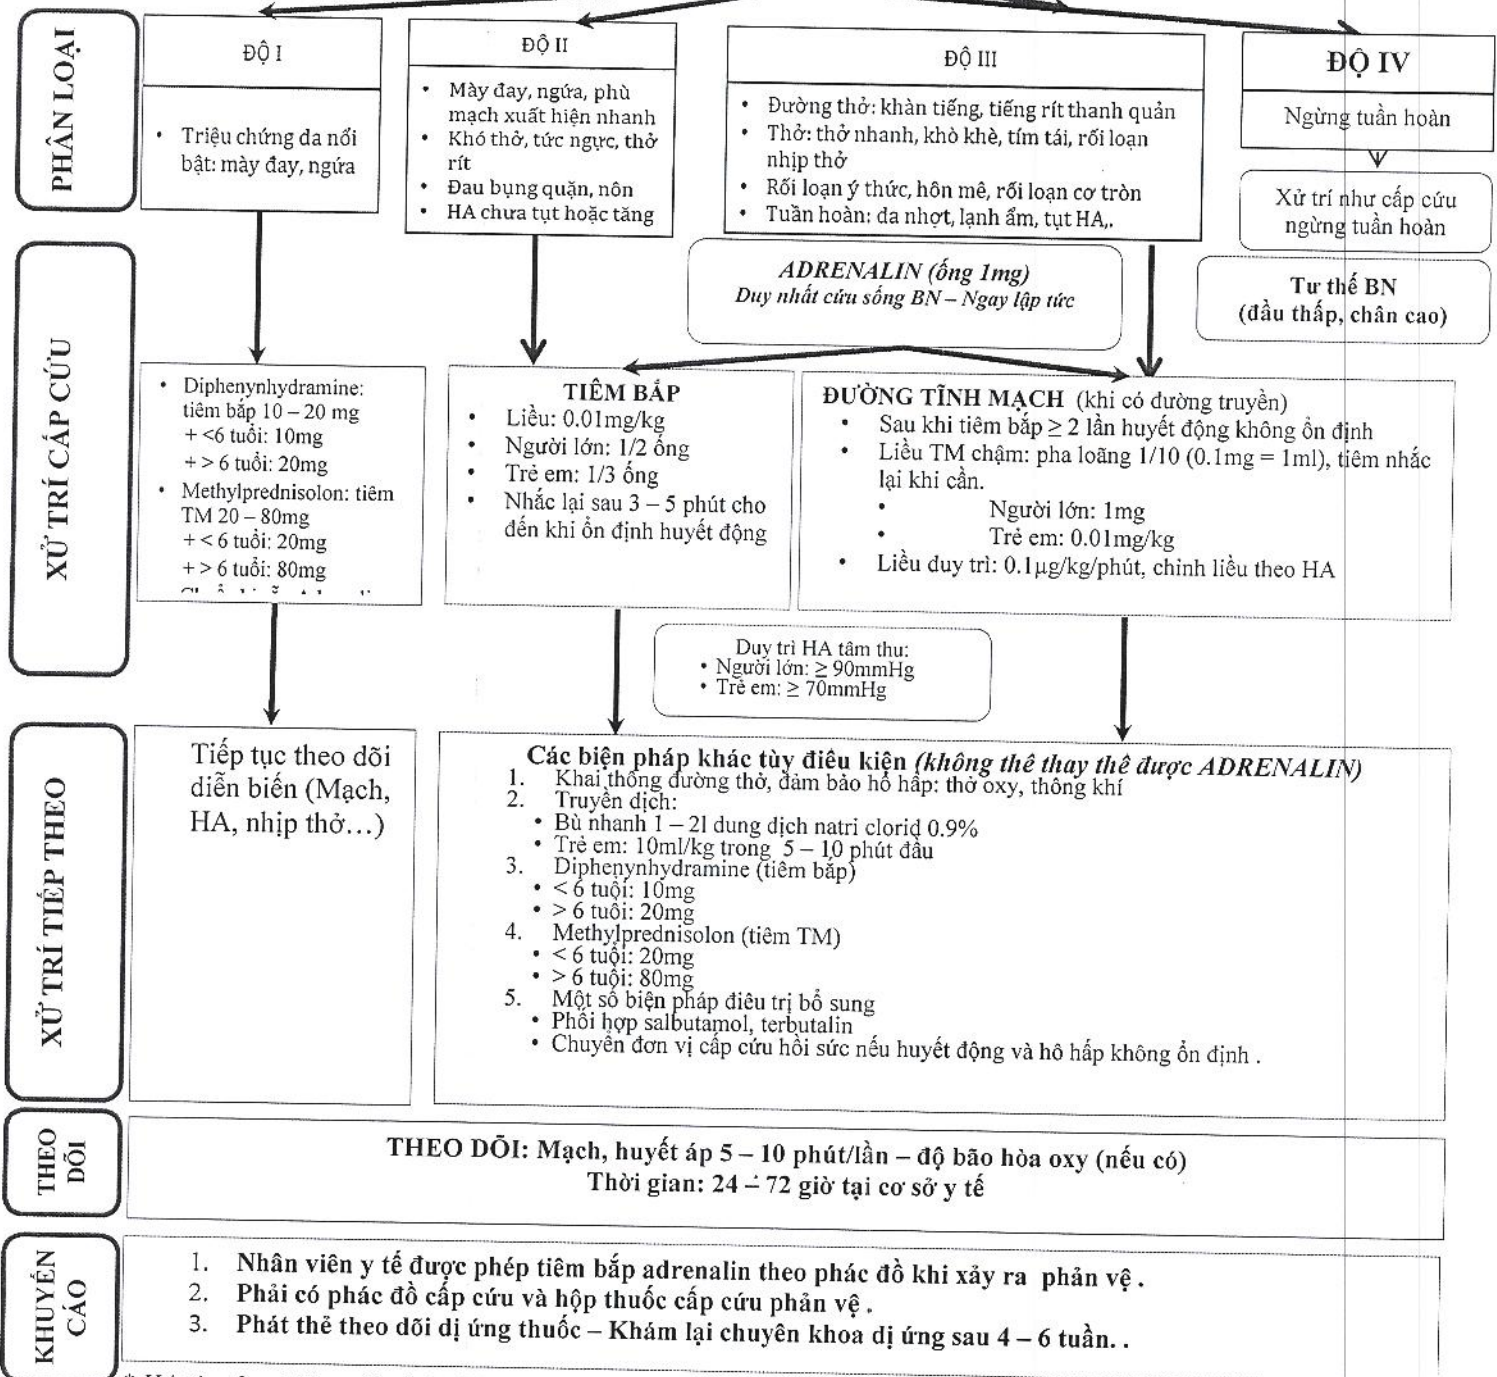 PHÂN LOẠI
ĐỘ I
• Triệu chứng da nổi
bật: mày đay, ngứa
ĐỘ II
• Mày đay, ngứa, phù
mạch xuất hiện nhanh
• Khó thở, tức ngực, thở
rít
• Đau bụng quặn, nôn
• HA chưa tụt hoặc tăng
ĐỘ III
• Đường thở: khàn tiếng, tiếng rít thanh quản
• Thở: thở nhanh, khò khè, tím tái, rối loạn
nhịp thở
• Rối loạn ý thức, hôn mê, rối loạn cơ tròn
• Tuần hoàn: da nhợt, lạnh ẩm, tụt HA,.
ĐỘ IV
Ngừng tuần hoàn
Xử trí như cấp cứu
ngừng tuần hoàn
Tư thế BN
(đầu thấp, chân cao)
XỬ TRÍ CẤP CỨU
ADRENALIN (ống 1mg)
Duy nhất cứu sống BN – Ngay lập tức
• Diphenynhydramine:
tiêm bắp 10 – 20 mg
+ <6 tuổi: 10mg
+ > 6 tuổi: 20mg
• Methylprednisolon: tiêm
TM 20 – 80mg
+ < 6 tuổi: 20mg
+ > 6 tuổi: 80mg
TIÊM BẮP
• Liều: 0.01mg/kg
• Người lớn: 1/2 ống
• Trẻ em: 1/3 ống
• Nhắc lại sau 3 – 5 phút cho
đến khi ổn định huyết động
ĐƯỜNG TĨNH MẠCH (khi có đường truyền)
• Sau khi tiêm bắp ≥ 2 lần huyết động không ổn định
• Liều TM chậm: pha loãng 1/10 (0.1mg = 1ml), tiêm nhắc
lại khi cần.
• Người lớn: 1mg
• Trẻ em: 0.01mg/kg
• Liều duy trì: 0.1µg/kg/phút, chỉnh liều theo HA
Duy trì HA tâm thu:
• Người lớn: ≥ 90mmHg
• Trẻ em: ≥ 70mmHg
XỬ TRÍ TIẾP THEO
Tiếp tục theo dõi
diễn biến (Mạch,
HA, nhịp thở...)
Các biện pháp khác tùy điều kiện (không thể thay thế được ADRENALIN)
1. Khai thông đường thở, đảm bảo hô hấp: thở oxy, thông khí
2. Truyền dịch:
• Bù nhanh 1 – 2l dung dịch natri clorid 0.9%
• Trẻ em: 10ml/kg trong 5 – 10 phút đầu
3. Diphenynhydramine (tiêm bắp)
• < 6 tuổi: 10mg
• > 6 tuổi: 20mg
4. Methylprednisolon (tiêm TM)
• < 6 tuổi: 20mg
• > 6 tuổi: 80mg
5. Một số biện pháp điều trị bổ sung
• Phối hợp salbutamol, terbutalin
• Chuyển đơn vị cấp cứu hồi sức nếu huyết động và hô hấp không ổn định .
THEO DÕI
THEO DÕI: Mạch, huyết áp 5 – 10 phút/lần – độ bão hòa oxy (nếu có)
Thời gian: 24 – 72 giờ tại cơ sở y tế
KHUYẾN CÁO
1. Nhân viên y tế được phép tiêm bắp adrenalin theo phác đồ khi xảy ra phản vệ .
2. Phải có phác đồ cấp cứu và hộp thuốc cấp cứu phản vệ .
3. Phát thẻ theo dõi dị ứng thuốc – Khám lại chuyên khoa dị ứng sau 4 – 6 tuần. .